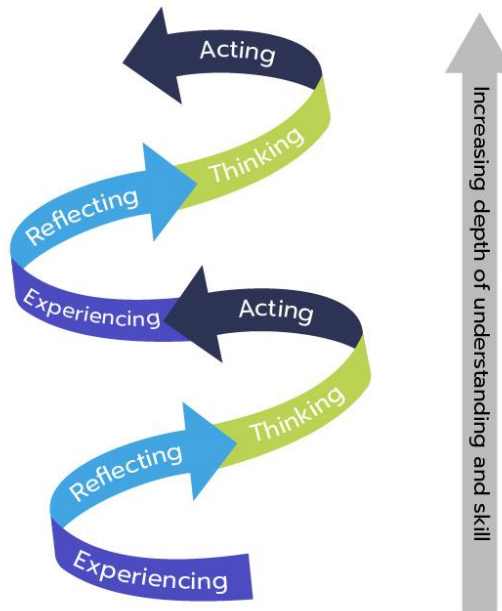 Acting
Thinking
Reflecting
Experiencing
Acting
Thinking
Reflecting
Experiencing
Increasing depth of understanding and skill